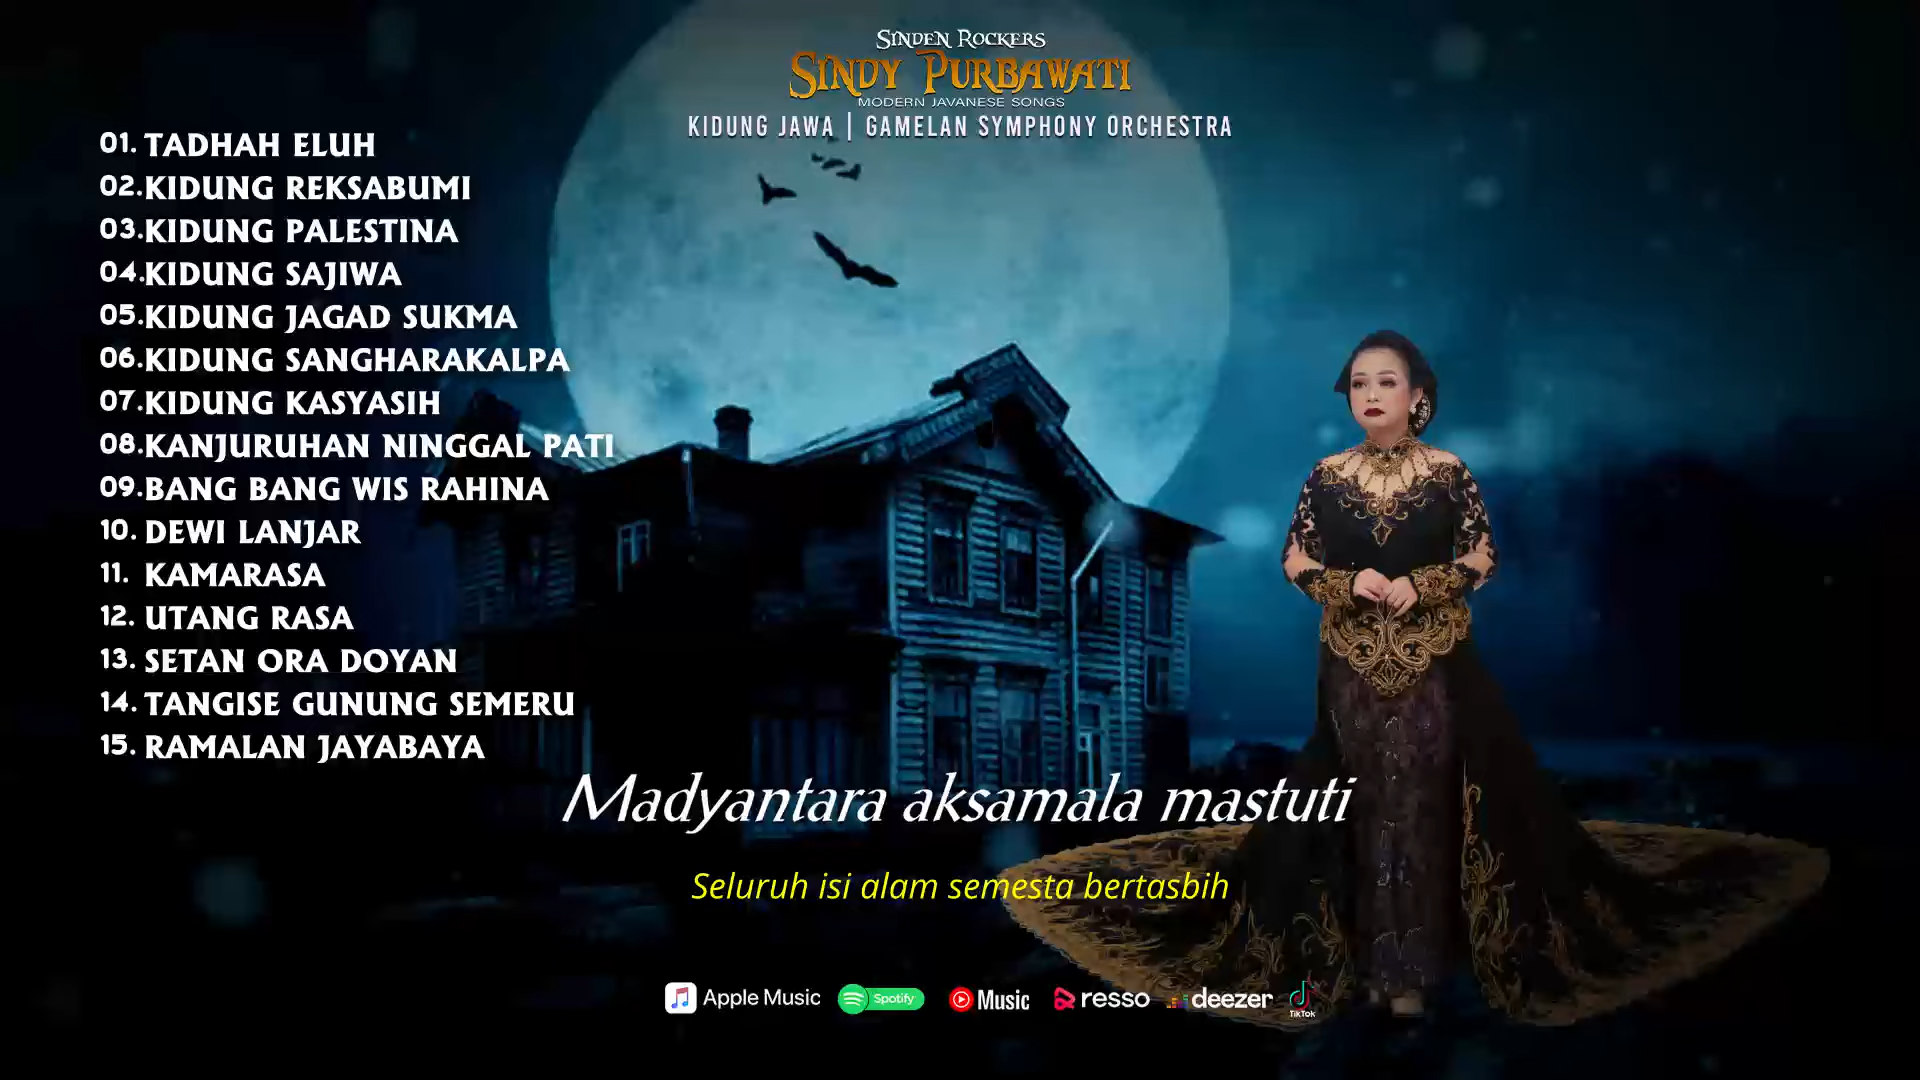 SINDEN ROCKERS
SINDY PURBAWATI
MODERN JAVANESE SONGS
KIDUNG JAWA | GAMELAN SYMPHONY ORCHESTRA
01. TADHAH ELUH
02. KIDUNG REKSABUMI
03. KIDUNG PALESTINA
04. KIDUNG SAJIWA
05. KIDUNG JAGAD SUKMA
06. KIDUNG SANGHARAKALPA
07. KIDUNG KASYASIH
08. KANJURUHAN NINGGAL PATI
09. BANG BANG WIS RAHINA
10. DEWI LANJAR
11. KAMARASA
12. UTANG RASA
13. SETAN ORA DOYAN
14. TANGISE GUNUNG SEMERU
15. RAMALAN JAYABAYA
Madyantara aksamala mastuti
Seluruh isi alam semesta bertasbih
Apple Music Spotify Music resso deezer TikTok